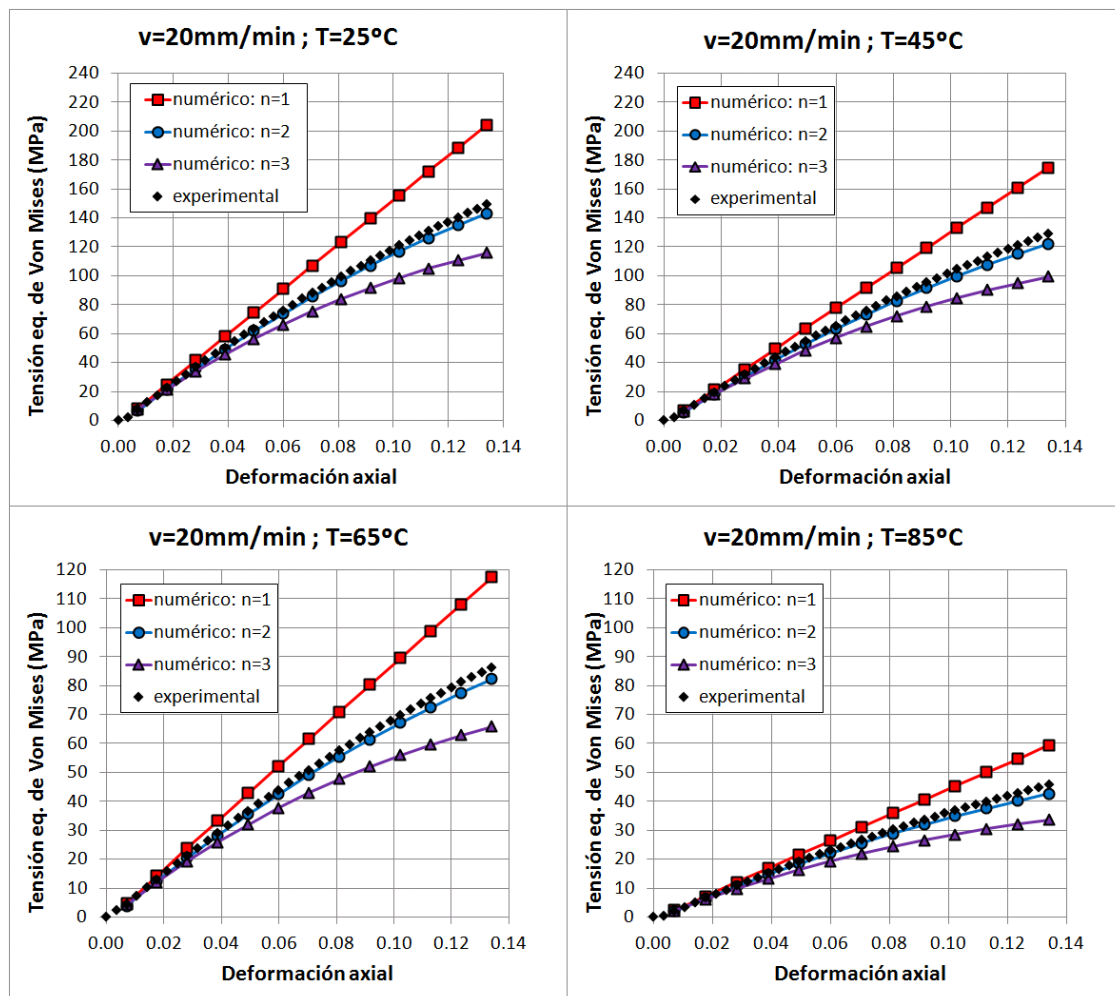 v=20mm/min ; T=25ºC
Tensión eq. de Von Mises (MPa)
240
220
200
180
160
140
120
100
80
60
40
20
0
numérico: n=1
numérico: n=2
numérico: n=3
experimental
0.00 0.02 0.04 0.06 0.08 0.10 0.12 0.14
Deformación axial
v=20mm/min ; T=45ºC
Tensión eq. de Von Mises (MPa)
240
220
200
180
160
140
120
100
80
60
40
20
0
numérico: n=1
numérico: n=2
numérico: n=3
experimental
0.00 0.02 0.04 0.06 0.08 0.10 0.12 0.14
Deformación axial
v=20mm/min ; T=65ºC
Tensión eq. de Von Mises (MPa)
120
110
100
90
80
70
60
50
40
30
20
10
0
numérico: n=1
numérico: n=2
numérico: n=3
experimental
0.00 0.02 0.04 0.06 0.08 0.10 0.12 0.14
Deformación axial
v=20mm/min ; T=85ºC
Tensión eq. de Von Mises (MPa)
120
110
100
90
80
70
60
50
40
30
20
10
0
numérico: n=1
numérico: n=2
numérico: n=3
experimental
0.00 0.02 0.04 0.06 0.08 0.10 0.12 0.14
Deformación axial